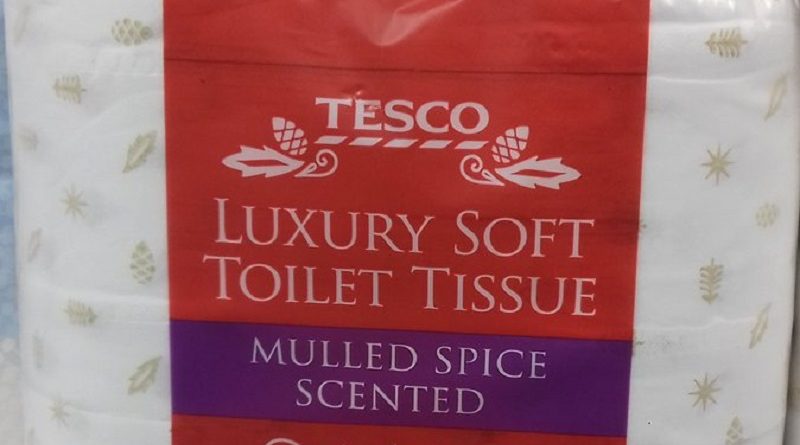 TESCO
LUXURY SOFT
TOILET TISSUE
MULLED SPICE
SCENTED